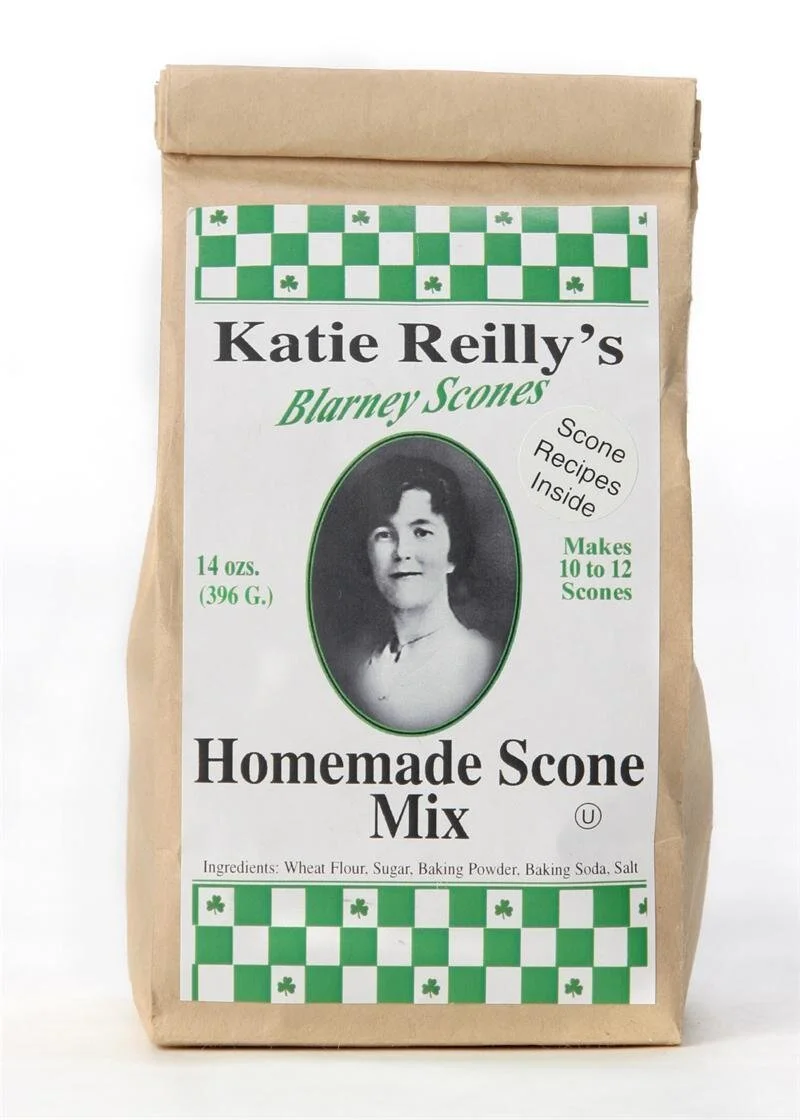 Katie Reilly's
Blarney Scones
Scone
Recipes
Inside
14 ozs.
(396 G.)
Makes
10 to 12
Scones
Homemade Scone
Mix
U
Ingredients: Wheat Flour, Sugar, Baking Powder, Baking Soda, Salt